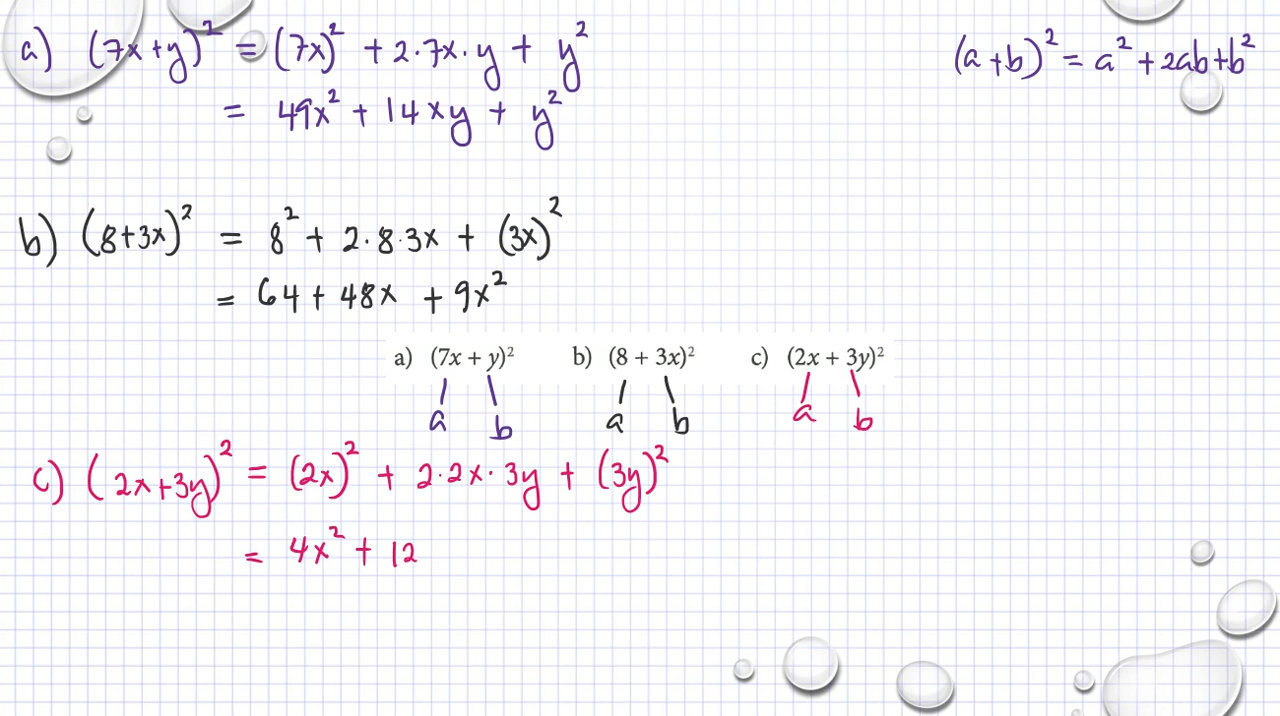 a) (7x+y)² = (7x)² + 2·7x·y + y²
(a+b)² = a² + 2ab+b²
= 49x² + 14xy + y²
b) (8+3x)² = 8² + 2·8·3x + (3x)²
= 64 + 48x + 9x²
a) (7x + y)² b) (8 + 3x)² c) (2x + 3y)²
a b a b a b
c) (2x+3y)² = (2x)² + 2·2x·3y + (3y)²
= 4x² + 12